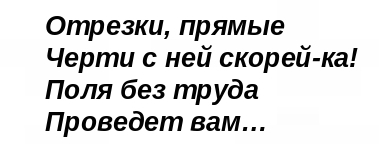 Отрезки, прямые
Черти с ней скорей-ка!
Поля без труда
Проведет вам…